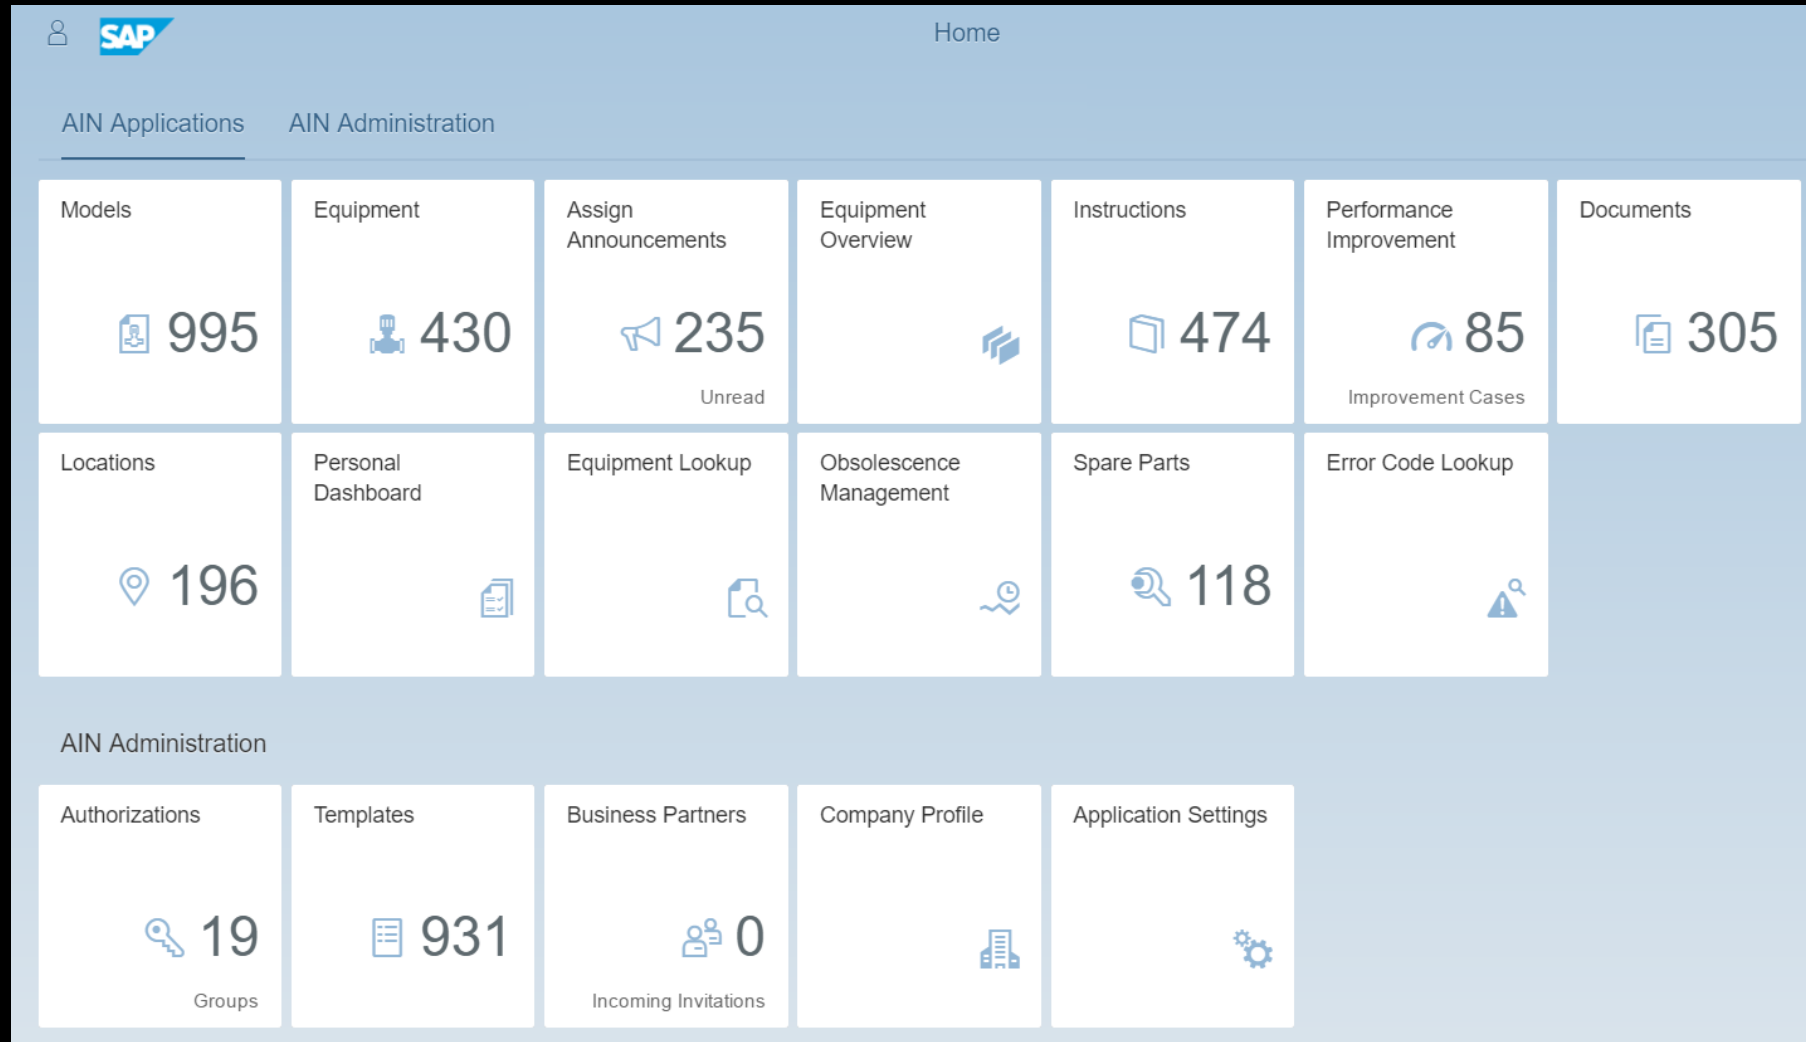 SAP
Home
AIN Applications
AIN Administration
Models
995
Equipment
430
Assign
Announcements
235
Unread
Equipment
Overview
Instructions
474
Performance
Improvement
85
Improvement Cases
Documents
305
Locations
196
Personal
Dashboard
Equipment Lookup
Obsolescence
Management
Spare Parts
118
Error Code Lookup
AIN Administration
Authorizations
19
Groups
Templates
931
Business Partners
0
Incoming Invitations
Company Profile
Application Settings